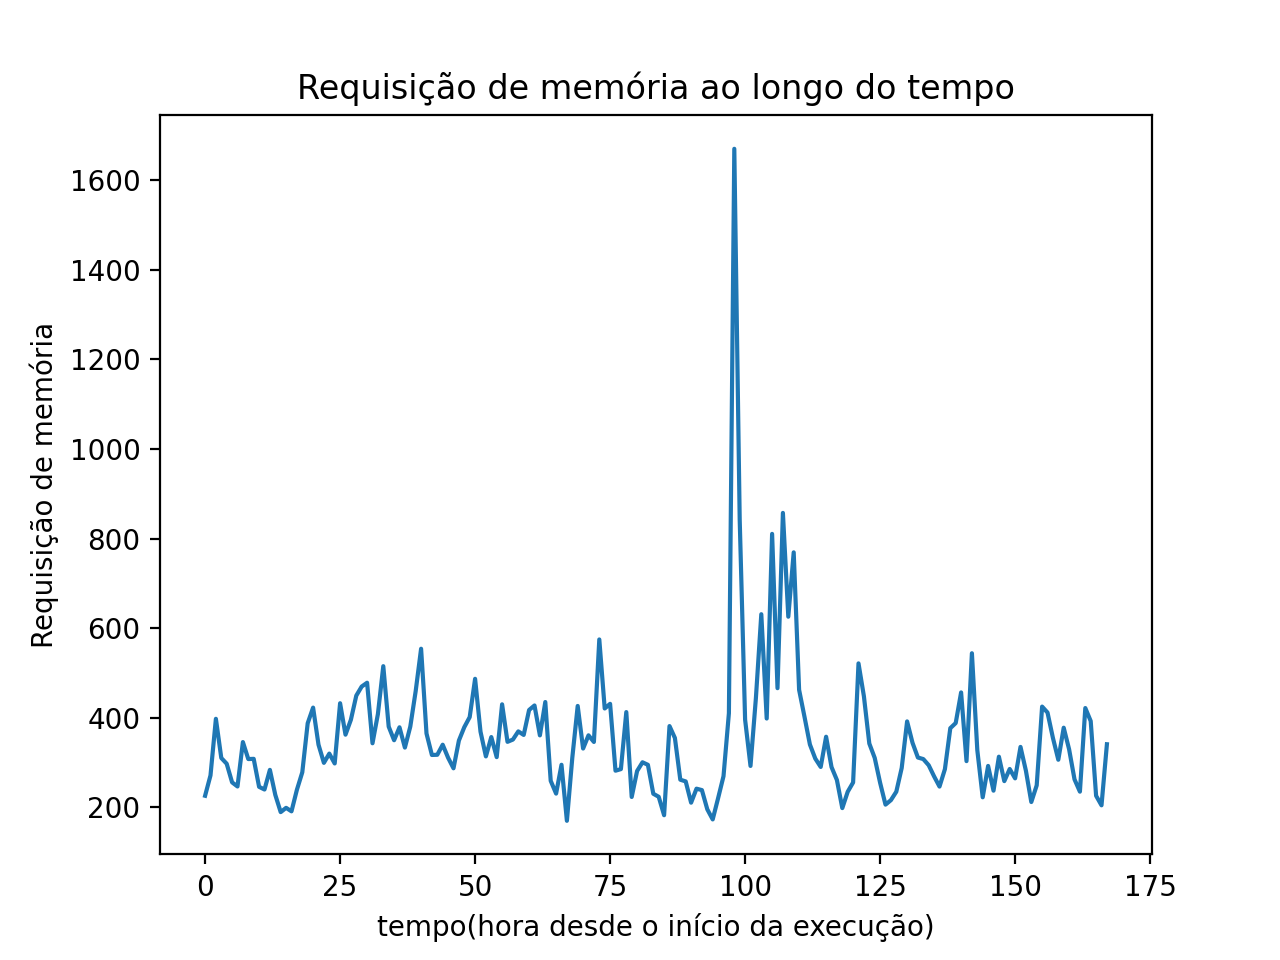 Requisição de memória ao longo do tempo
Requisição de memória
1600
1400
1200
1000
800
600
400
200
0 25 50 75 100 125 150 175
tempo(hora desde o início da execução)